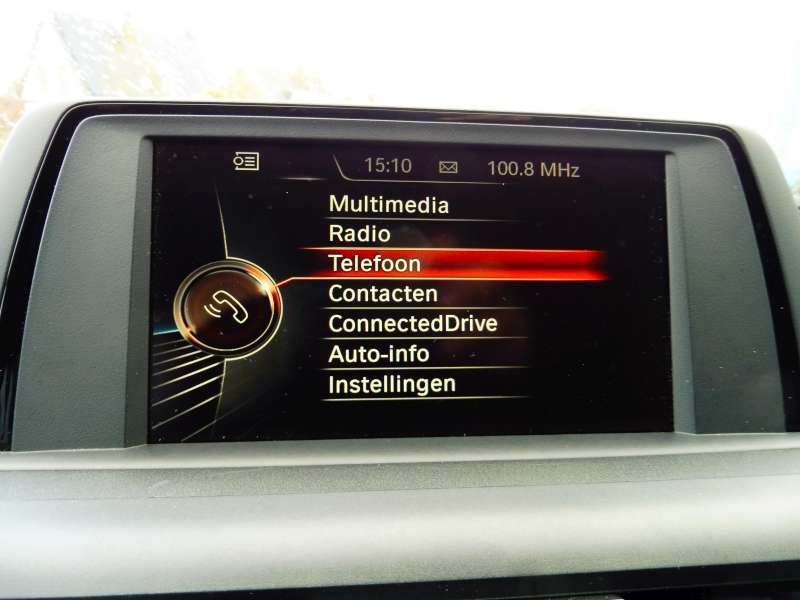 15:10 100.8 MHz
Multimedia
Radio
Telefoon
Contacten
ConnectedDrive
Auto-info
Instellingen